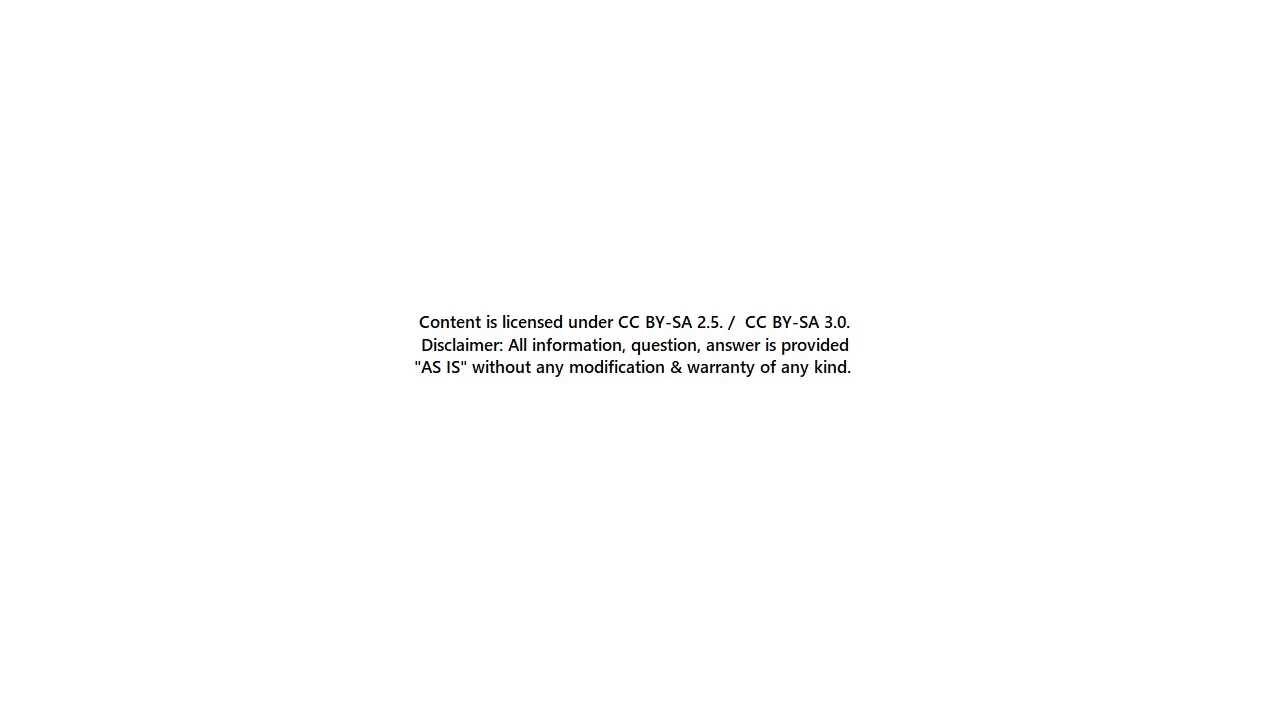 Content is licensed under CC BY-SA 2.5. /  CC BY-SA 3.0.
Disclaimer: All information, question, answer is provided
"AS IS" without any modification & warranty of any kind.